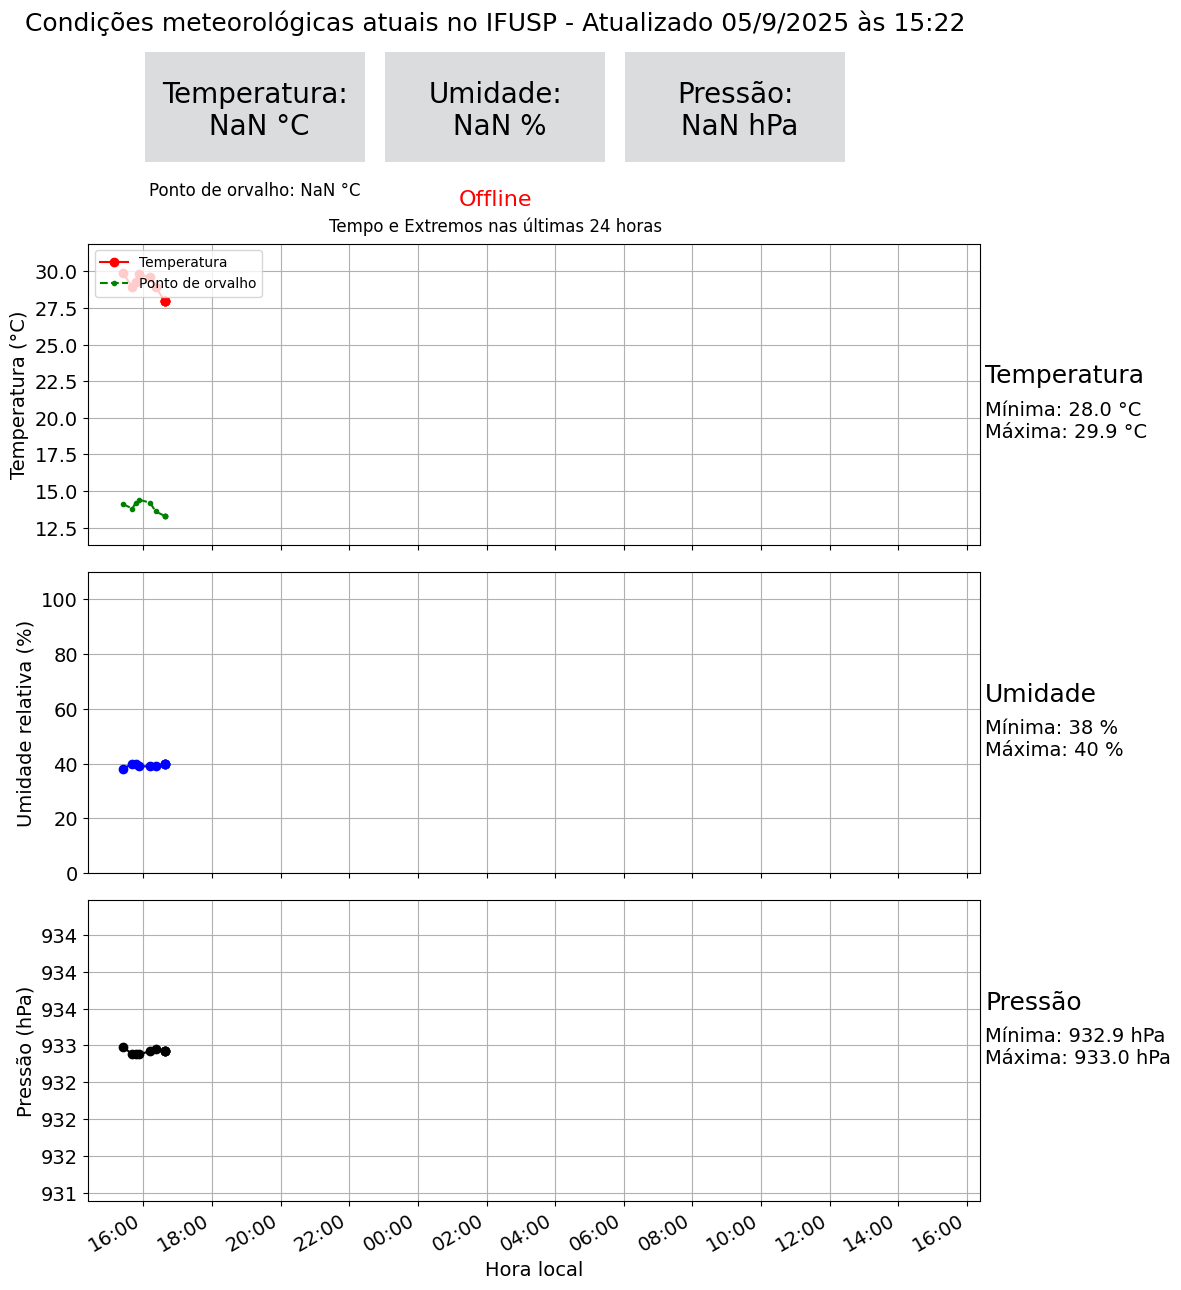 Condições meteorológicas atuais no IFUSP - Atualizado 05/9/2025 às 15:22
Temperatura:
NaN °C
Umidade:
NaN %
Pressão:
NaN hPa
Ponto de orvalho: NaN °C
Offline
Tempo e Extremos nas últimas 24 horas
Temperatura
Ponto de orvalho
Temperatura (°C)
30.0
27.5
25.0
22.5
20.0
17.5
15.0
12.5
Temperatura
Mínima: 28.0 °C
Máxima: 29.9 °C
Umidade relativa (%)
100
80
60
40
20
0
Umidade
Mínima: 38 %
Máxima: 40 %
Pressão (hPa)
934
934
934
933
932
932
932
931
Pressão
Mínima: 932.9 hPa
Máxima: 933.0 hPa
16:00 18:00 20:00 22:00 00:00 02:00 04:00 06:00 08:00 10:00 12:00 14:00 16:00
Hora local